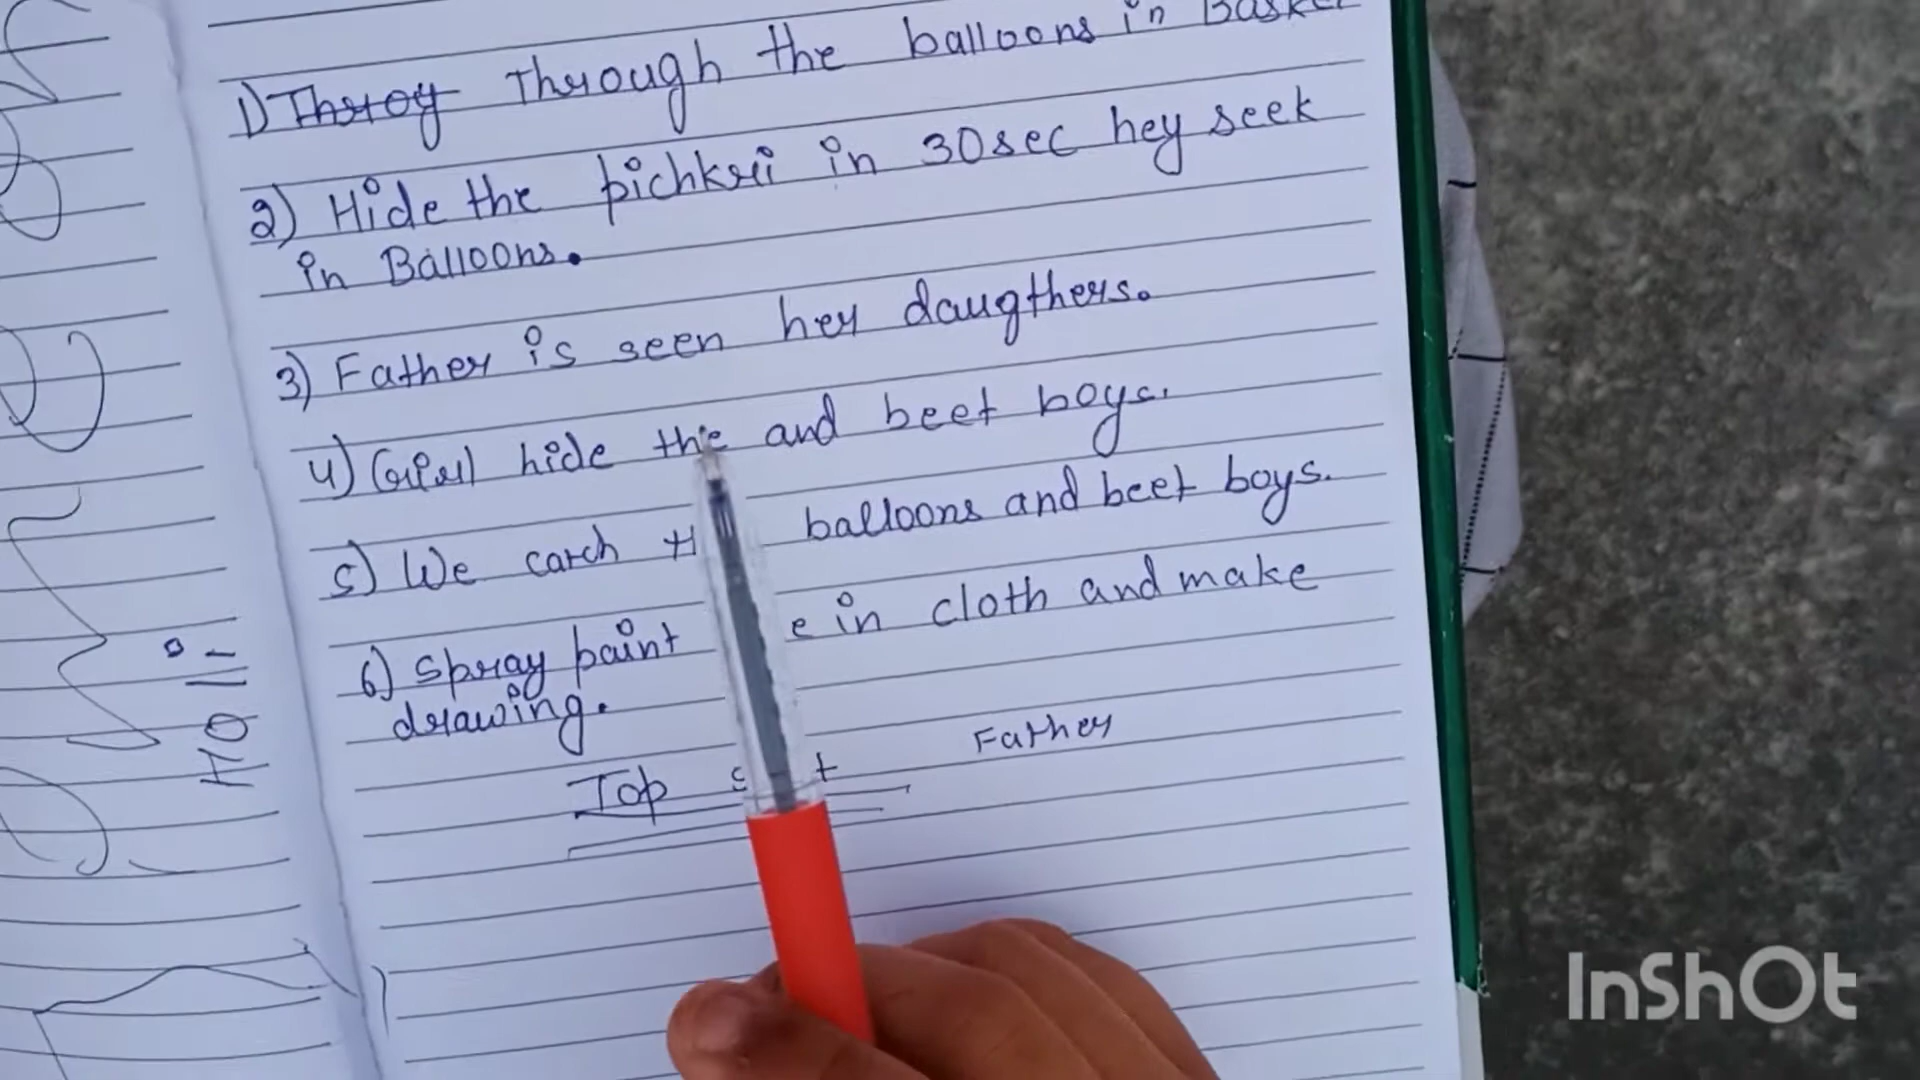 1) Throy Through the balloons in Basket
2) Hide the pichkrii in 30sec hey seek
in Balloons.
3) Father is seen her daugthers.
4) Girl hide the and beet boys.
5) We catch balloons and beet boys.
6) Spray paint in cloth and make
drawing.
Top
Father
Holi
InShOt